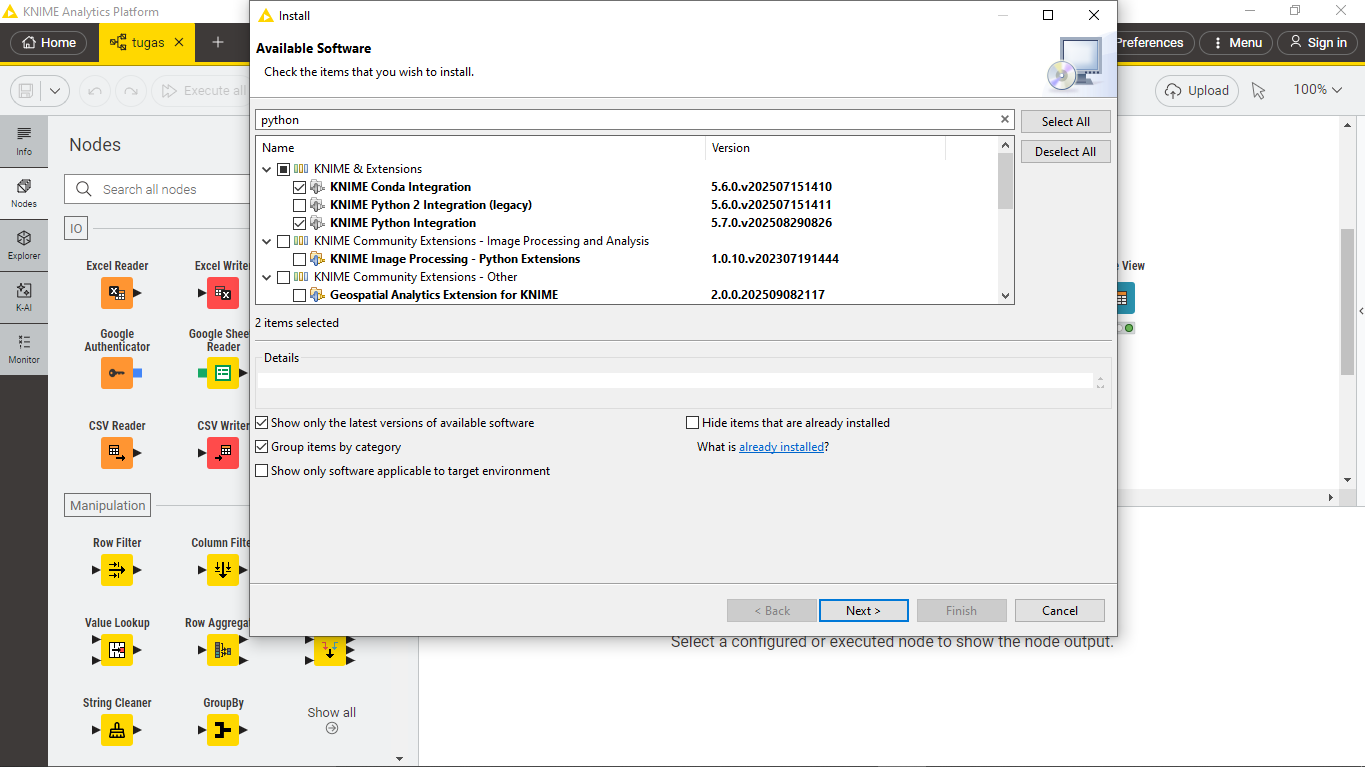 KNIME Analytics Platform
Home
tugas
Install
Preferences
Menu
Sign in
Execute all
Upload
100%
Info
Nodes
Explorer
K-AI
Monitor
Nodes
Search all nodes
IO
Excel Reader
Excel Writer
Google
Authenticator
Google Shee
Reader
CSV Reader
CSV Writer
Manipulation
Row Filter
Column Filte
Value Lookup
Row Aggrega
String Cleaner
GroupBy
Show all
Available Software
Check the items that you wish to install.
python
Select All
Deselect All
Name
Version
KNIME & Extensions
KNIME Conda Integration 5.6.0.v202507151410
KNIME Python 2 Integration (legacy) 5.6.0.v202507151411
KNIME Python Integration 5.7.0.v202508290826
KNIME Community Extensions - Image Processing and Analysis
KNIME Image Processing - Python Extensions 1.0.10.v202307191444
KNIME Community Extensions - Other
Geospatial Analytics Extension for KNIME 2.0.0.202509082117
2 items selected
Details
Show only the latest versions of available software
Hide items that are already installed
Group items by category
What is already installed?
Show only software applicable to target environment
< Back
Next >
Finish
Cancel
View
Select a configured or executed node to show the node output.